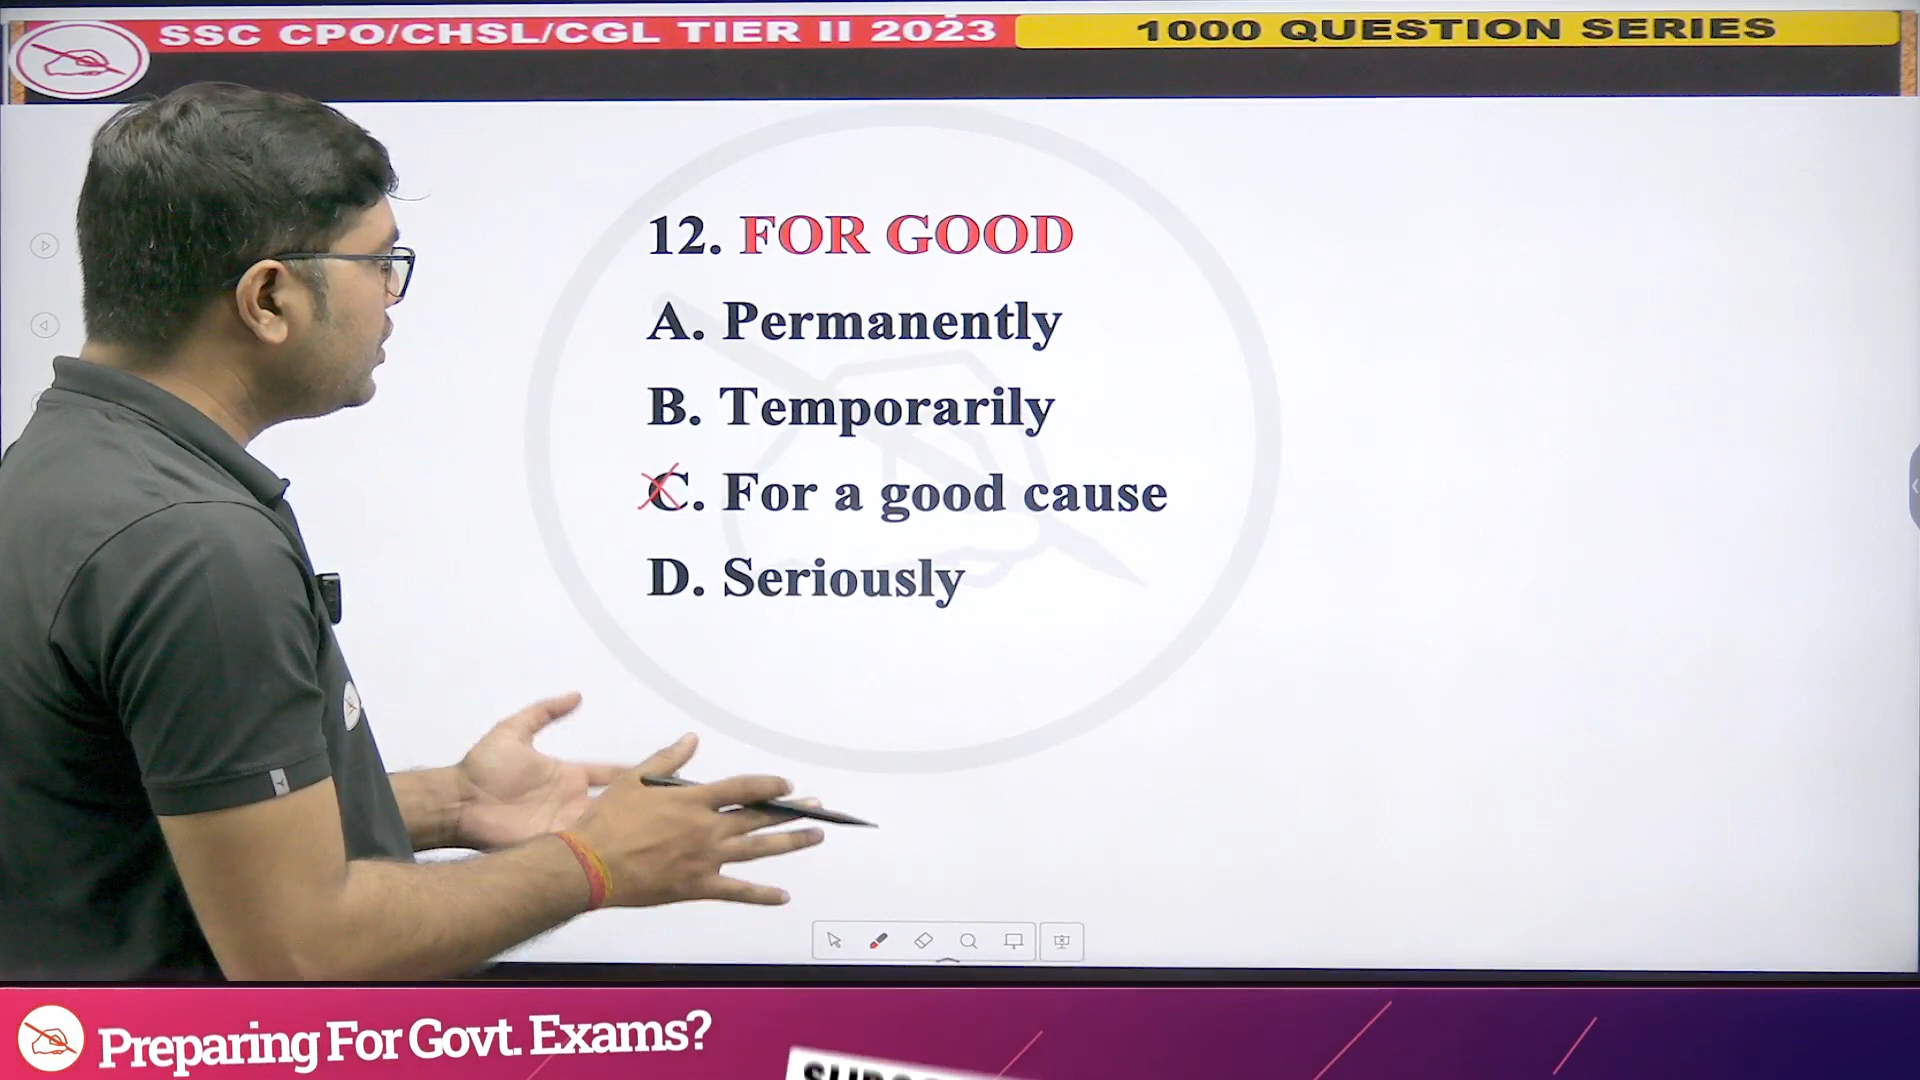 SSC CPO/CHSL/CGL TIER II 2023
1000 QUESTION SERIES
12. FOR GOOD
A. Permanently
B. Temporarily
C. For a good cause
D. Seriously
Preparing For Govt. Exams?